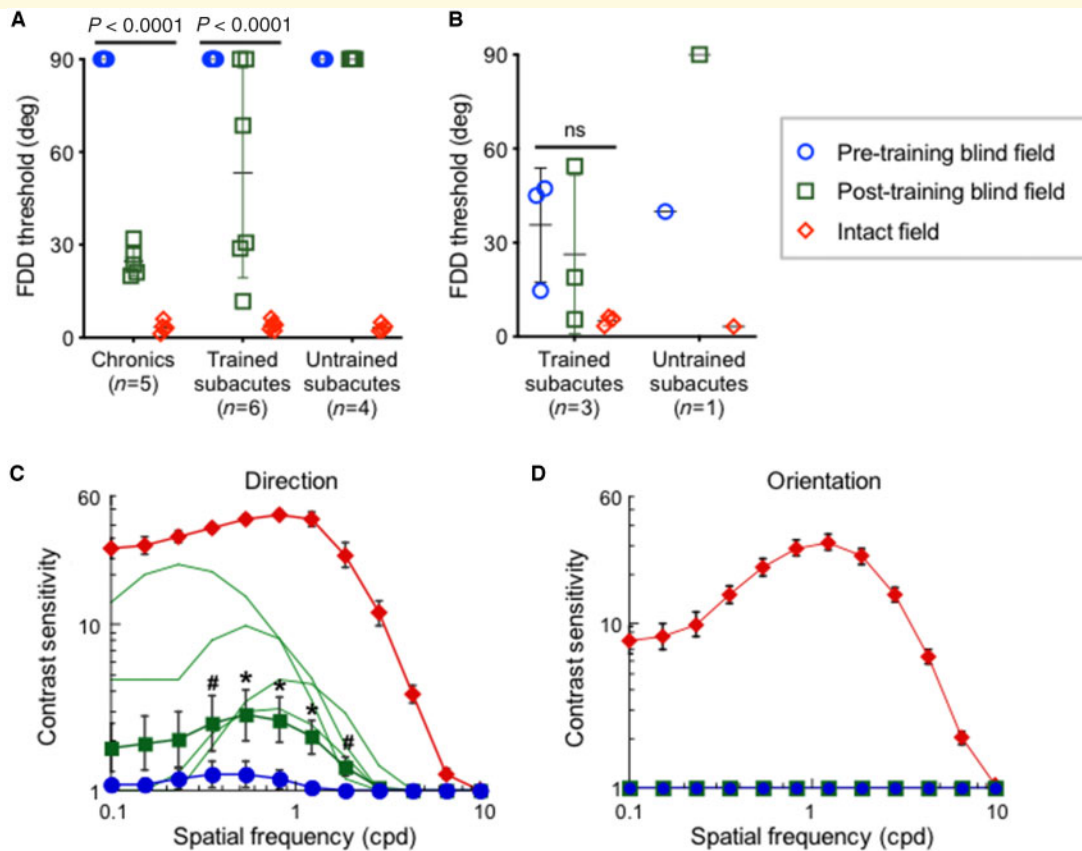 A
P < 0.0001 P < 0.0001
FDD threshold (deg)
90
60
30
0
Chronics
(n=5)
Trained
subacutes
(n=6)
Untrained
subacutes
(n=4)
B
FDD threshold (deg)
90
60
30
0
ns
Trained
subacutes
(n=3)
Untrained
subacutes
(n=1)
Pre-training blind field
Post-training blind field
Intact field
C
Direction
Contrast sensitivity
60
10
1
# * * * #
0.1 1 10
Spatial frequency (cpd)
D
Orientation
Contrast sensitivity
60
10
1
0.1 1 10
Spatial frequency (cpd)